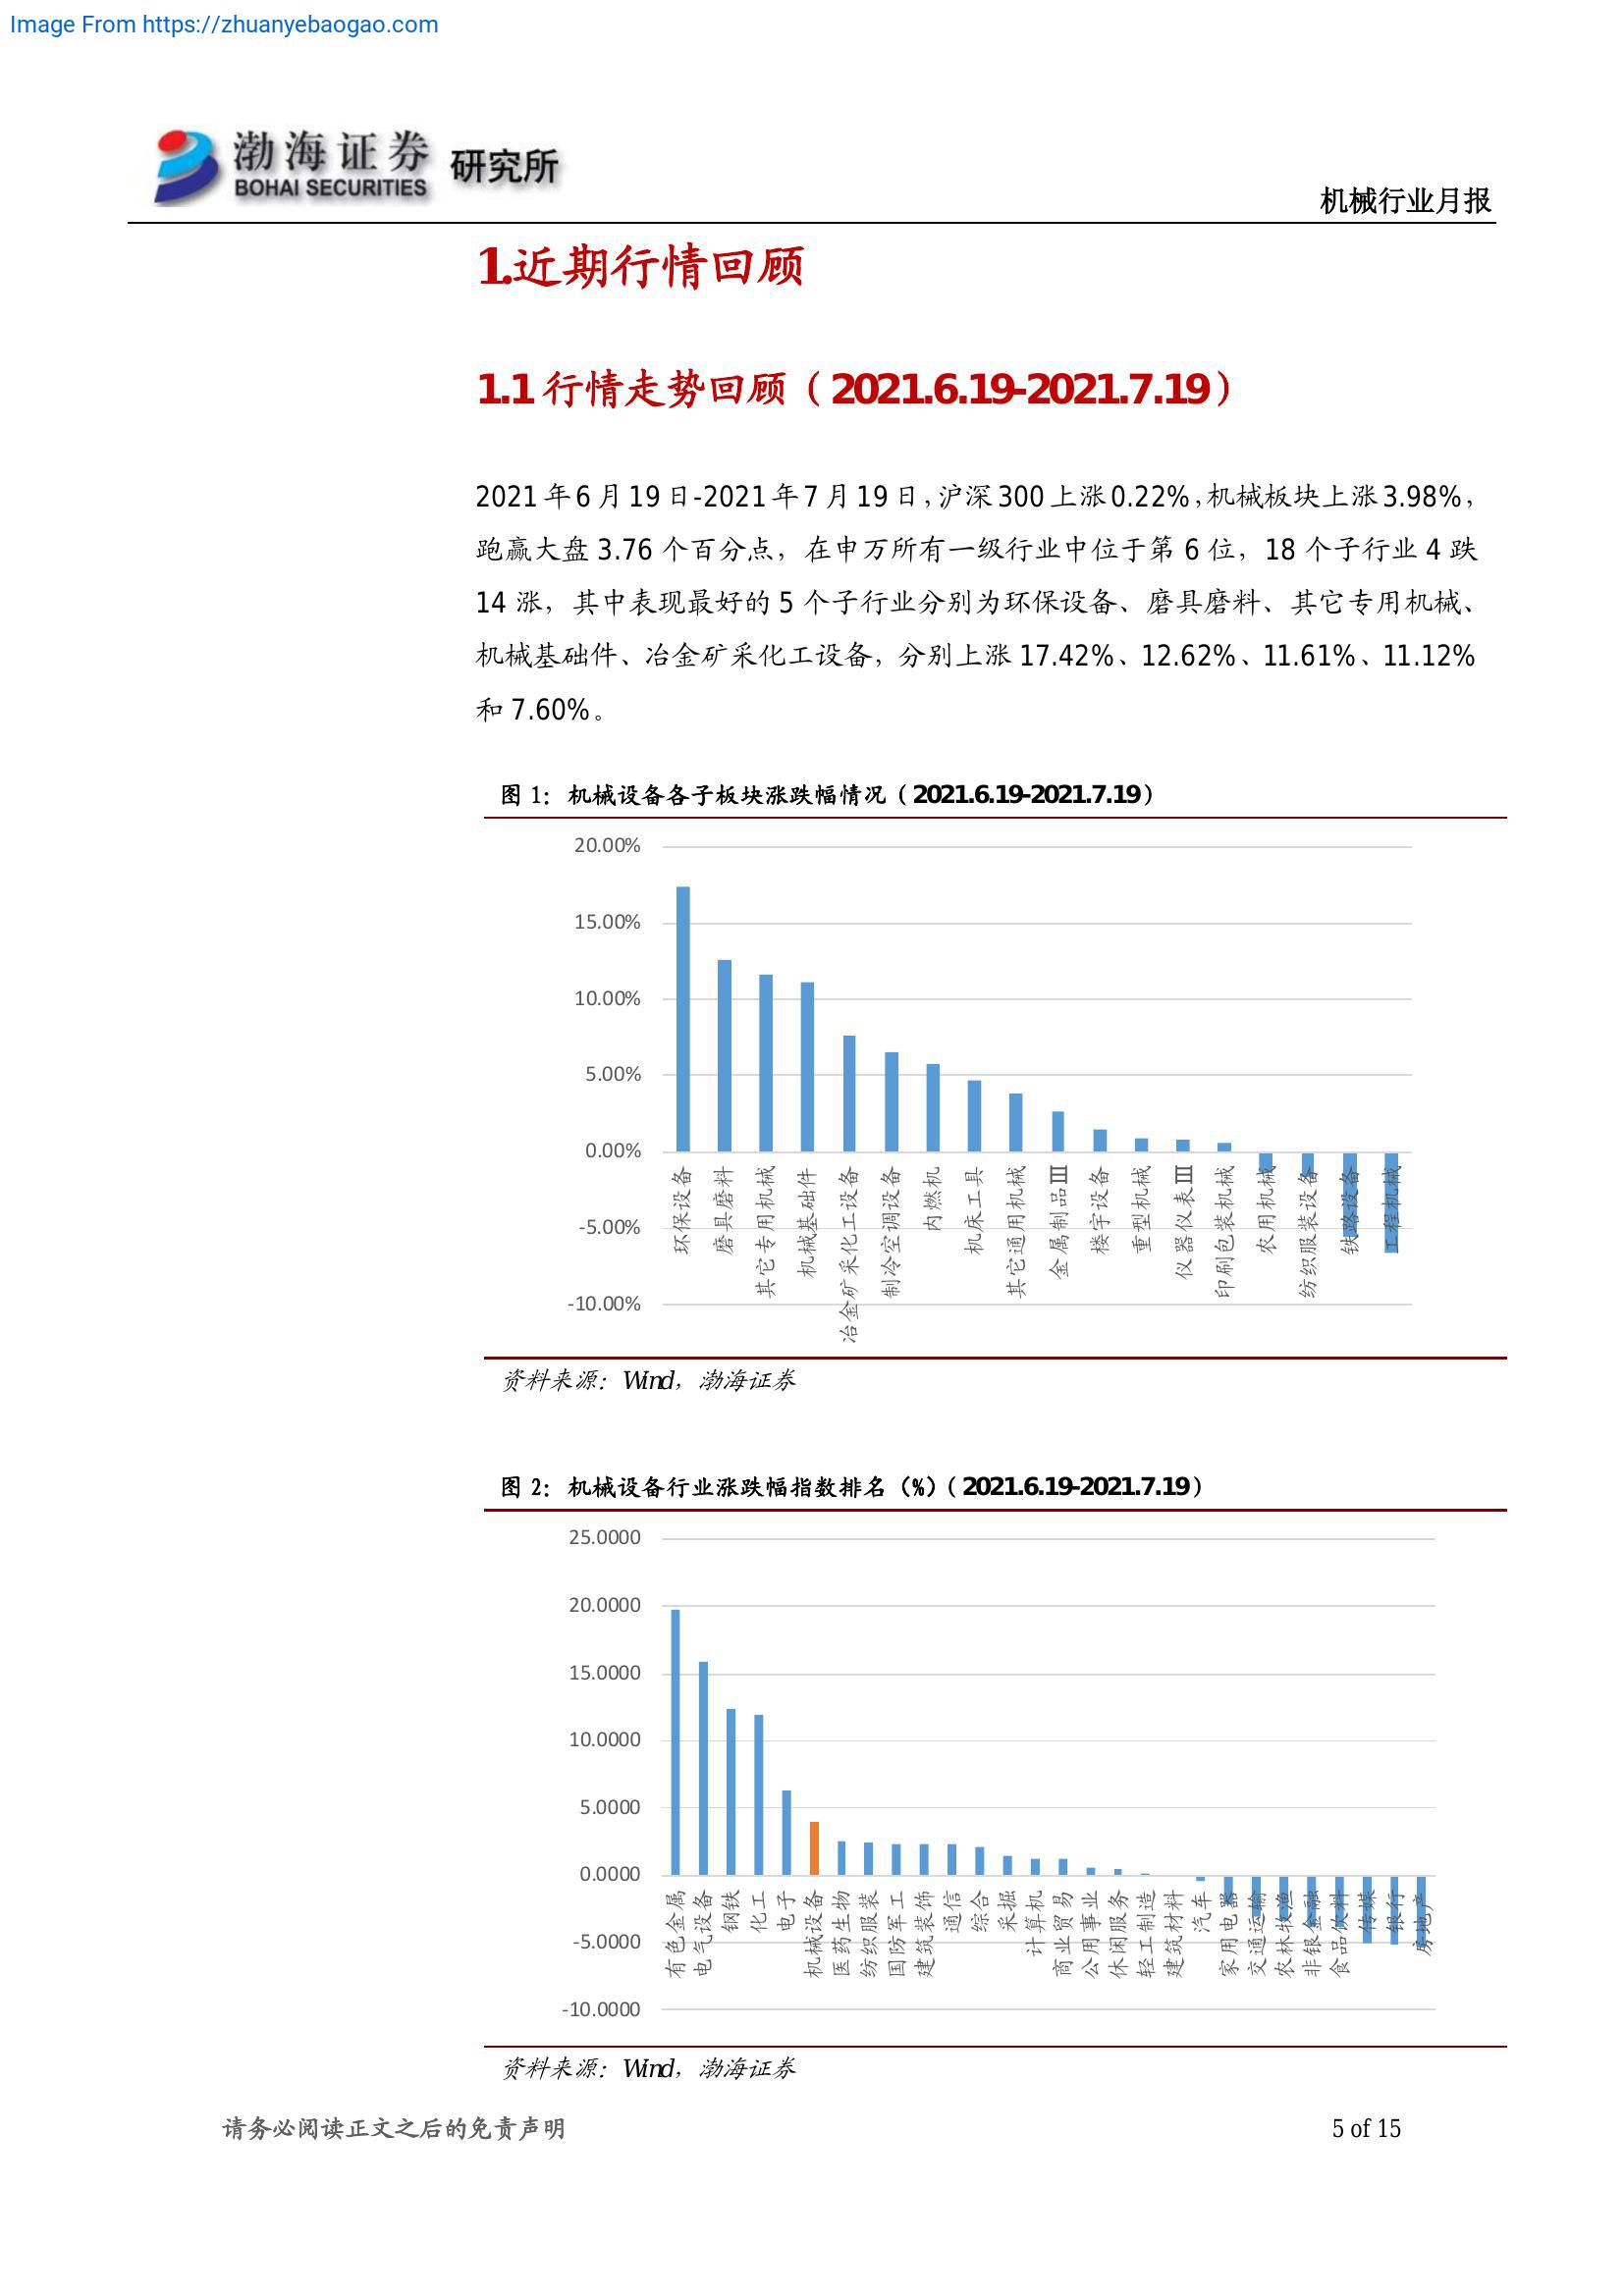 Image From https://zhuanyebaogao.com
渤海证券 研究所
BOHAI SECURITIES
机械行业月报
1.近期行情回顾
1.1 行情走势回顾（2021.6.19-2021.7.19）
2021 年 6 月 19 日-2021 年 7 月 19 日，沪深 300 上涨 0.22%，机械板块上涨 3.98%，
跑赢大盘 3.76 个百分点，在申万所有一级行业中位于第 6 位，18 个子行业 4 跌
14 涨，其中表现最好的 5 个子行业分别为环保设备、磨具磨料、其它专用机械、
机械基础件、冶金矿采化工设备，分别上涨 17.42%、12.62%、11.61%、11.12%
和 7.60%。
图 1：机械设备各子板块涨跌幅情况（2021.6.19-2021.7.19）
20.00%
15.00%
10.00%
5.00%
0.00%
-5.00%
-10.00%
环保设备
磨具磨料
其它专用机械
机械基础件
冶金矿采化工设备
制冷空调设备
内燃机
机床工具
其它通用机械
金属制品Ⅲ
楼宇设备
重型机械
仪器仪表Ⅲ
印刷包装机械
农用机械
纺织服装设备
铁路设备
工程机械
资料来源：Wind，渤海证券
图 2：机械设备行业涨跌幅指数排名（%）（2021.6.19-2021.7.19）
25.0000
20.0000
15.0000
10.0000
5.0000
0.0000
-5.0000
-10.0000
有色金属
电气设备
钢铁
化工
电子
机械设备
医药生物
纺织服装
国防军工
建筑装饰
通信
综合
采掘
计算机
商业贸易
公用事业
休闲服务
轻工制造
建筑材料
汽车
家用电器
交通运输
农林牧渔
非银金融
食品饮料
传媒
银行
房地产
资料来源：Wind，渤海证券
请务必阅读正文之后的免责声明
5 of 15